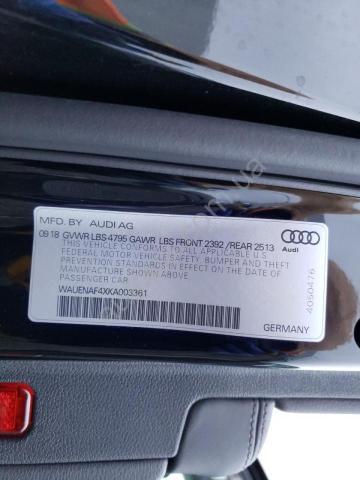 MFD. BY AUDI AG
09.18 GVWR LBS 4795 GAWR LBS FRONT 2392 / REAR 2513
THIS VEHICLE CONFORMS TO ALL APPLICABLE U.S.
FEDERAL MOTOR VEHICLE SAFETY, BUMPER AND THEFT
PREVENTION STANDARDS IN EFFECT ON THE DATE OF
MANUFACTURE SHOWN ABOVE.
PASSENGER CAR
WAUENAF4XKA003361
GERMANY
Audi
4050476